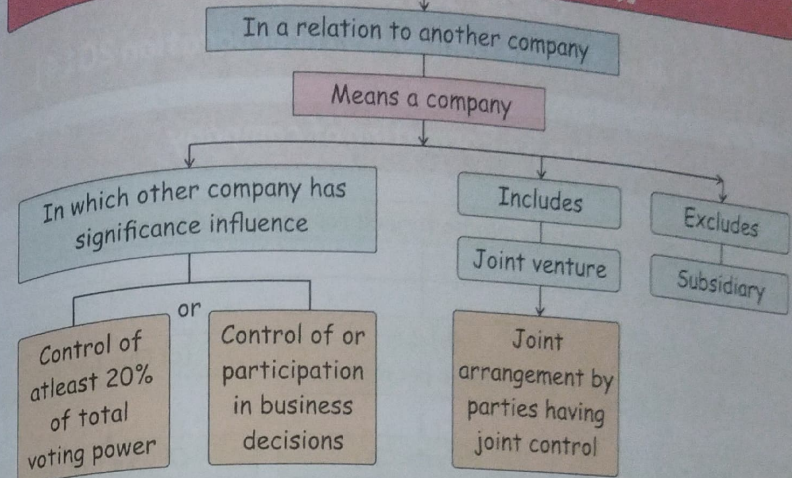 In a relation to another company
Means a company
In which other company has
significance influence
Includes
Excludes
Joint venture
Subsidiary
or
Control of
atleast 20%
of total
voting power
Control of or
participation
in business
decisions
Joint
arrangement by
parties having
joint control